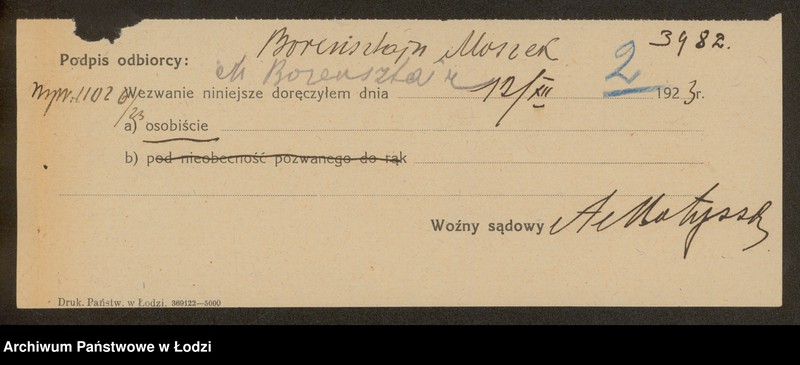 Borensztajn Moszek
3982.
Podpis odbiorcy: M Borensztajn
2
Wezwanie niniejsze doręczyłem dnia 12/XII 1923 r.
a) osobiście
b) pod nieobecność pozwanego do rąk
Woźny sądowy
Druk. Państw. w Łodzi. 360122—5000
Archiwum Państwowe w Łodzi